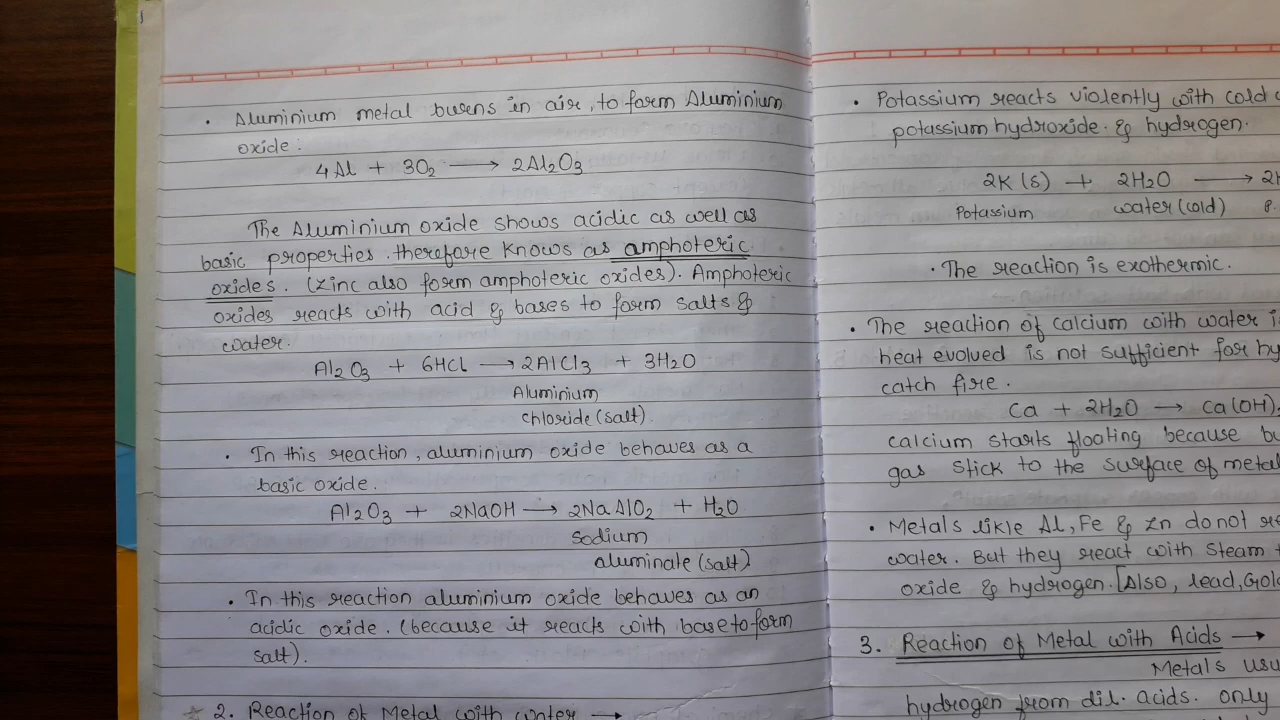 • Aluminium metal burns in air, to form Aluminium
oxide :
4Al + 3O₂ ⟶ 2Al₂O₃
The Aluminium oxide shows acidic as well as
basic properties. therefore knows as amphoteric
oxides. (zinc also form amphoteric oxides). Amphoteric
oxides reacts with acid & bases to form salts &
water.
Al₂O₃ + 6HCl ⟶ 2AlCl₃ + 3H₂O
Aluminium
chloride (salt).
• In this reaction, aluminium oxide behaves as a
basic oxide.
Al₂O₃ + 2NaOH ⟶ 2NaAlO₂ + H₂O
sodium
aluminate (salt)
• In this reaction aluminium oxide behaves as an
acidic oxide. (because it reacts with base to form
salt).
☆ 2. Reaction of Metal with water ⟶
• Potassium reacts violently with cold
potassium hydroxide. & hydrogen.
2K (s) + 2H₂O ⟶ 2
Potassium water (cold) P.
• The reaction is exothermic.
• The reaction of calcium with water i
heat evolved is not sufficient for hy
catch fire.
Ca + 2H₂O ⟶ Ca(OH)
calcium starts floating because bu
gas stick to the surface of metal
• Metals likle Al, Fe & Zn do not re
water. But they react with steam t
oxide & hydrogen. [Also, lead, Gold
3. Reaction of Metal with Acids ⟶
Metals usu
hydrogen from dil. acids. only